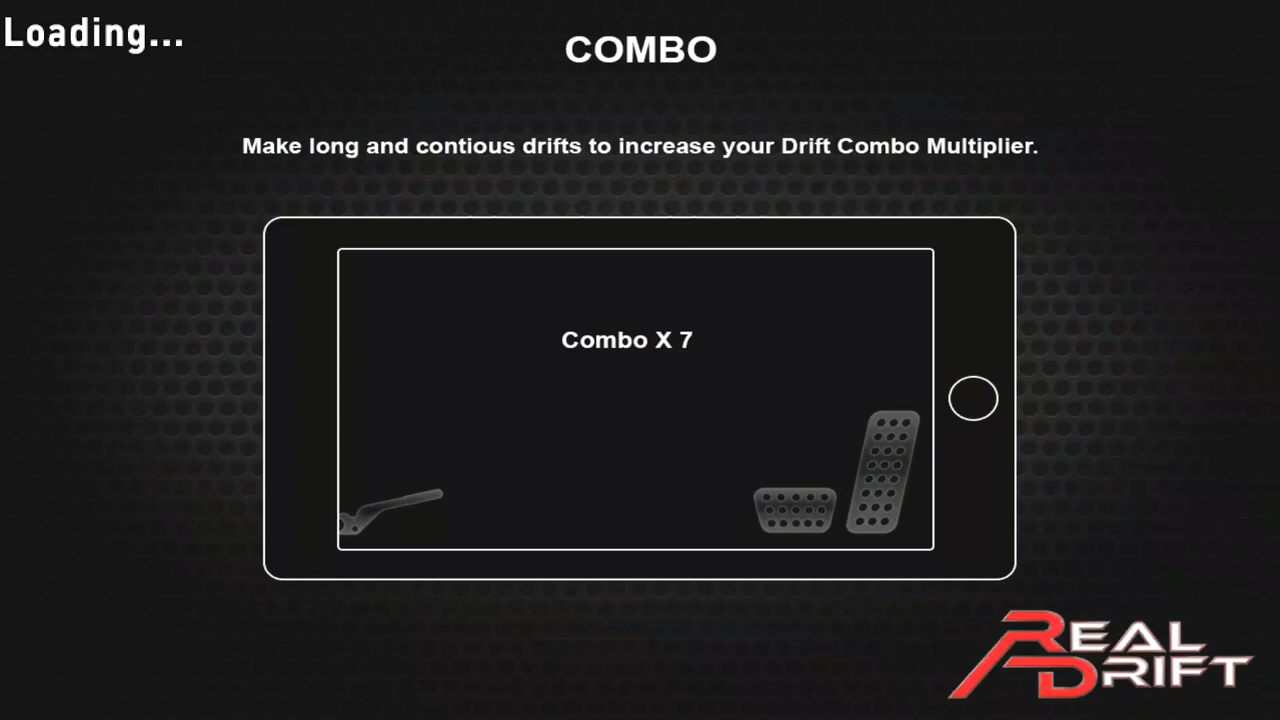 Loading...
COMBO
Make long and contious drifts to increase your Drift Combo Multiplier.
Combo X 7
REAL
DRIFT